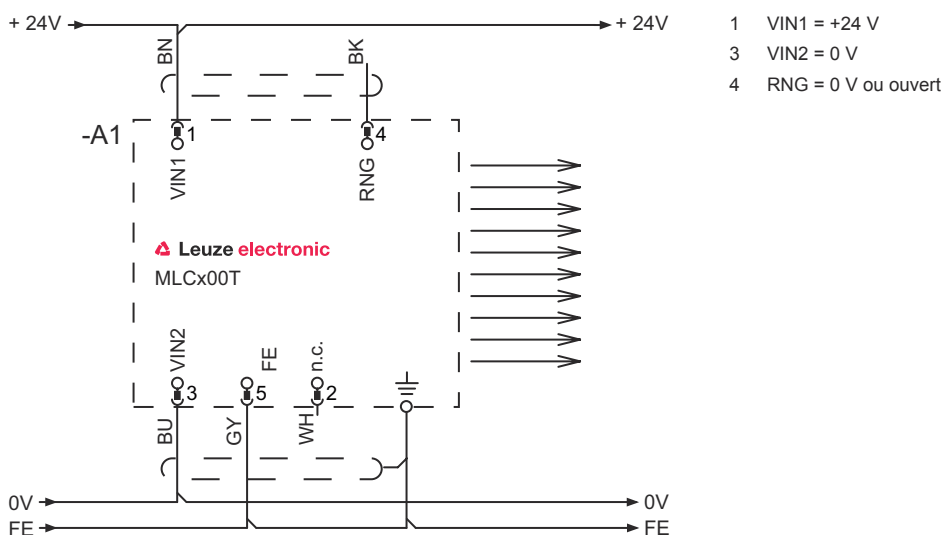 + 24V
+ 24V
1 VIN1 = +24 V
3 VIN2 = 0 V
4 RNG = 0 V ou ouvert
BN
BK
-A1
1
4
VIN1
RNG
Leuze electronic
MLCx00T
VIN2
FE
n.c.
3
5
2
BU
GY
WH
0V
0V
FE
FE